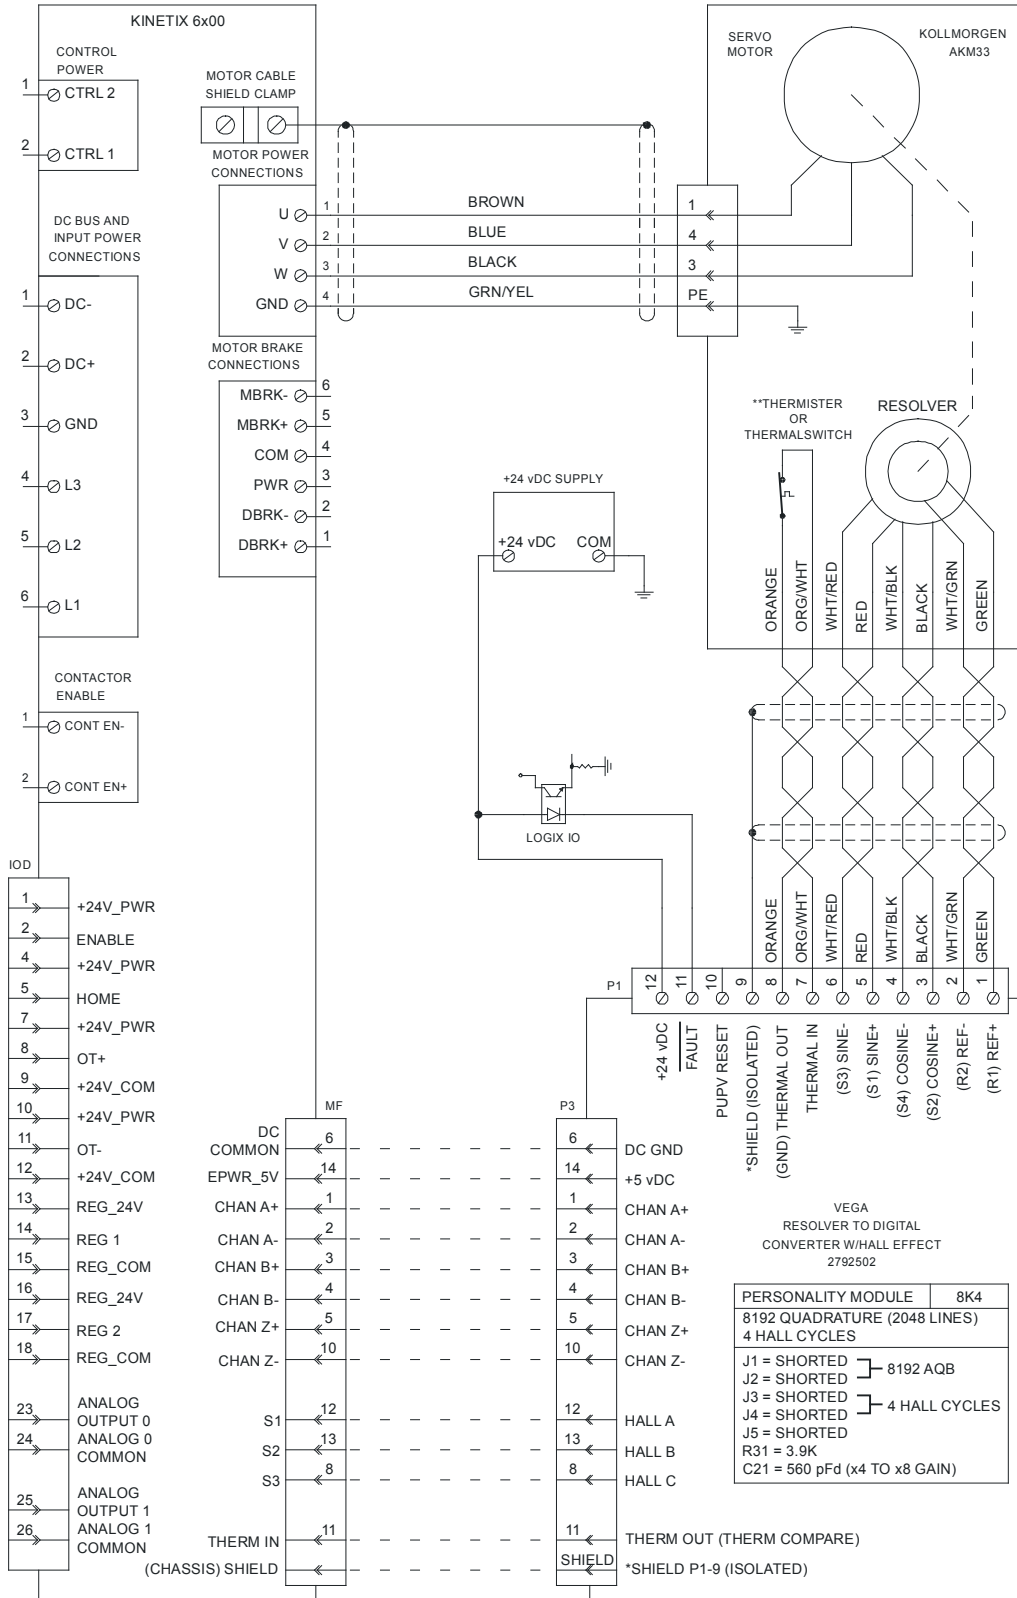 KINETIX 6x00
CONTROL
POWER
1
CTRL 2
2
CTRL 1
DC BUS AND
INPUT POWER
CONNECTIONS
1
DC-
2
DC+
3
GND
4
L3
5
L2
6
L1
CONTACTOR
ENABLE
1
CONT EN-
2
CONT EN+
MOTOR CABLE
SHIELD CLAMP
MOTOR POWER
CONNECTIONS
U 1
V 2
W 3
GND 4
BROWN
BLUE
BLACK
GRN/YEL
1
4
3
PE
MOTOR BRAKE
CONNECTIONS
MBRK- 6
MBRK+ 5
COM 4
PWR 3
DBRK- 2
DBRK+ 1
SERVO
MOTOR
KOLLMORGEN
AKM33
**THERMISTER
OR
THERMALSWITCH
RESOLVER
+24 vDC SUPPLY
+24 vDC COM
ORANGE
ORG/WHT
WHT/RED
RED
WHT/BLK
BLACK
WHT/GRN
GREEN
LOGIX IO
ORANGE
ORG/WHT
WHT/RED
RED
WHT/BLK
BLACK
WHT/GRN
GREEN
P1
12
11
10
9
8
7
6
5
4
3
2
1
+24 vDC
FAULT
PUPV RESET
*SHIELD (ISOLATED)
(GND) THERMAL OUT
THERMAL IN
(S3) SINE-
(S1) SINE+
(S4) COSINE-
(S2) COSINE+
(R2) REF-
(R1) REF+
IOD
1 +24V_PWR
2 ENABLE
4 +24V_PWR
5 HOME
7 +24V_PWR
8 OT+
9 +24V_COM
10 +24V_PWR
11 OT-
12 +24V_COM
13 REG_24V
14 REG 1
15 REG_COM
16 REG_24V
17 REG 2
18 REG_COM
23 ANALOG
OUTPUT 0
24 ANALOG 0
COMMON
25 ANALOG
OUTPUT 1
26 ANALOG 1
COMMON
MF
DC
COMMON 6
EPWR_5V 14
CHAN A+ 1
CHAN A- 2
CHAN B+ 3
CHAN B- 4
CHAN Z+ 5
CHAN Z- 10
S1 12
S2 13
S3 8
THERM IN 11
(CHASSIS) SHIELD
P3
6 DC GND
14 +5 vDC
1 CHAN A+
2 CHAN A-
3 CHAN B+
4 CHAN B-
5 CHAN Z+
10 CHAN Z-
12 HALL A
13 HALL B
8 HALL C
11 THERM OUT (THERM COMPARE)
SHIELD *SHIELD P1-9 (ISOLATED)
VEGA
RESOLVER TO DIGITAL
CONVERTER W/HALL EFFECT
2792502
PERSONALITY MODULE 8K4
8192 QUADRATURE (2048 LINES)
4 HALL CYCLES
J1 = SHORTED
J2 = SHORTED
8192 AQB
J3 = SHORTED
J4 = SHORTED
4 HALL CYCLES
J5 = SHORTED
R31 = 3.9K
C21 = 560 pFd (x4 TO x8 GAIN)